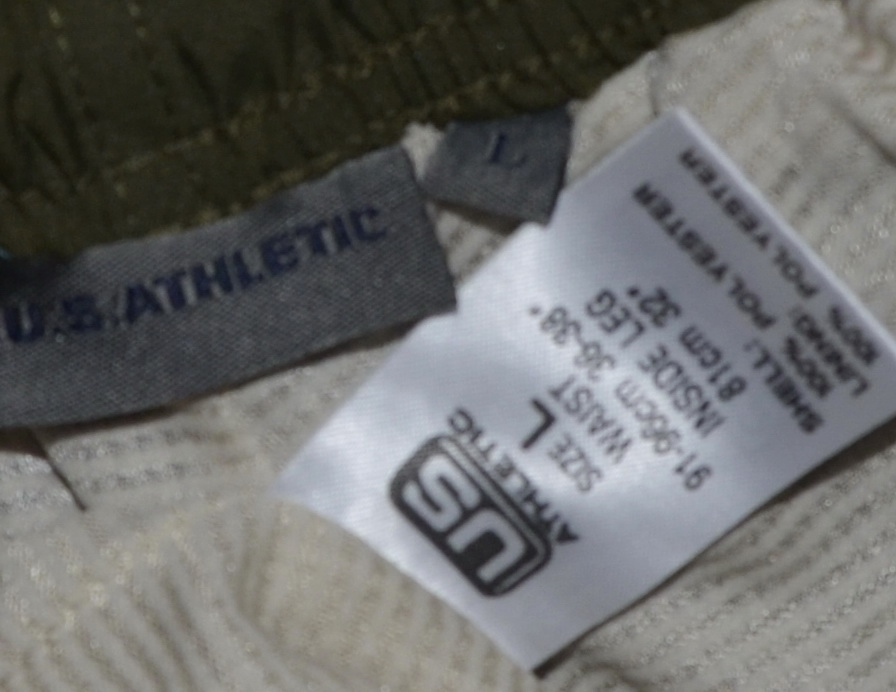 U.S.ATHLETIC
L
US
ATHLETIC
SIZE L
WAIST
91-96cm 36-38"
INSIDE LEG
81cm 32"
SHELL:
100% POLYESTER
LINING:
100% POLYESTER